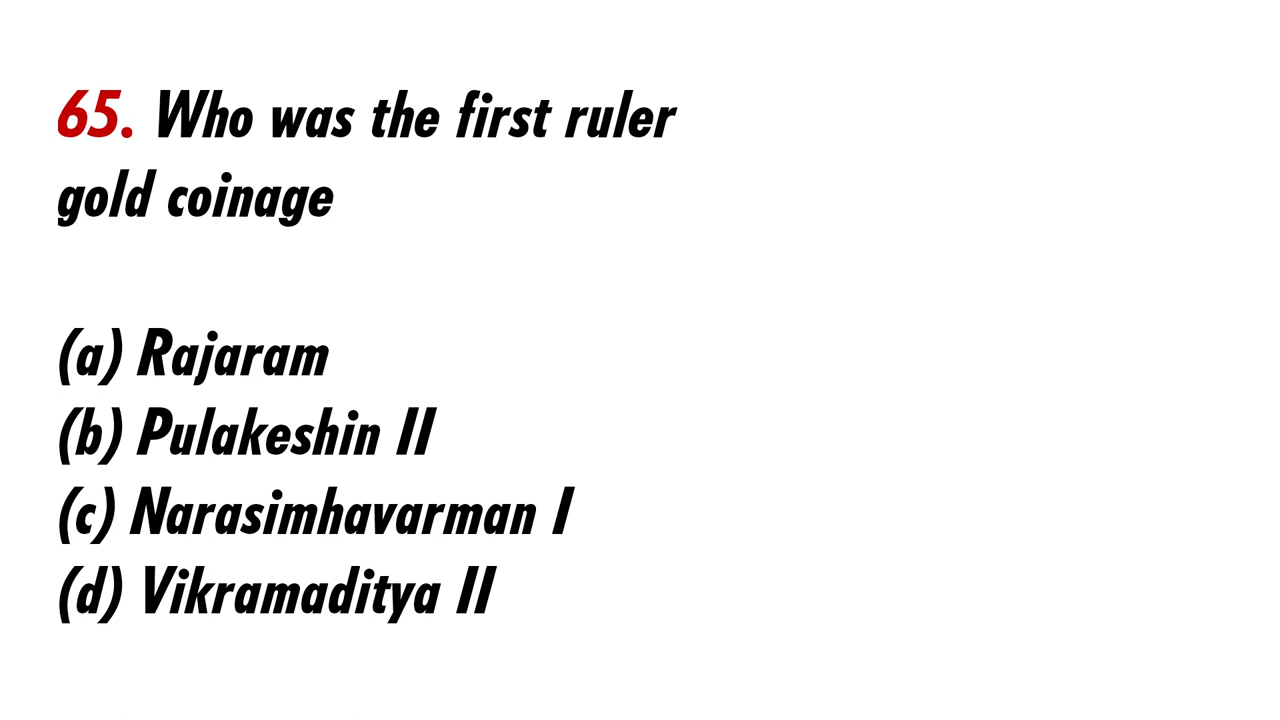 65. Who was the first ruler
gold coinage
(a) Rajaram
(b) Pulakeshin II
(c) Narasimhavarman I
(d) Vikramaditya II